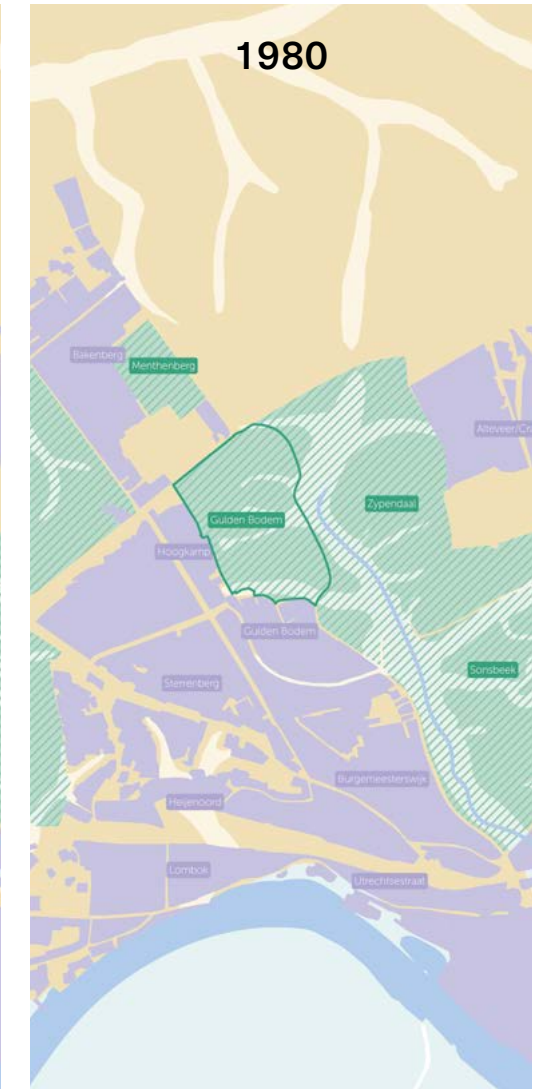 1980
Bakenberg
Menthenberg
Alteveer/Cr
Zypendaal
Gulden Bodem
Hoogkamp
Gulden Bodem
Sonsbeek
Sterrenberg
Burgemeesterswijk
Heijenoord
Lombok
Utrechtsestraat